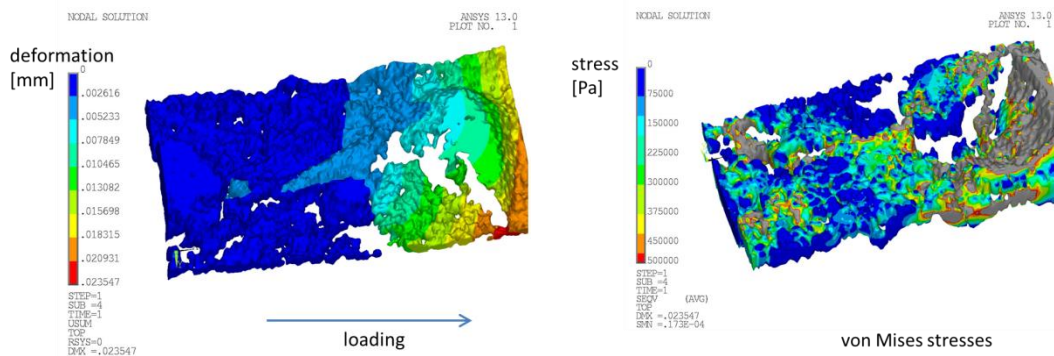 NODAL SOLUTION
ANSYS 13.0
PLOT NO. 1
deformation
[mm]
0
.002616
.005233
.007849
.010465
.013082
.015698
.018315
.020931
.023547
STEP=1
SUB =4
TIME=1
USUM
TOP
RSYS=0
DMX =.023547
loading
NODAL SOLUTION
ANSYS 13.0
PLOT NO. 1
stress
[Pa]
0
75000
150000
225000
300000
375000
450000
500000
STEP=1
SUB =4
TIME=1
SEQV (AVG)
TOP
DMX =.023547
SMN =.173E-04
von Mises stresses